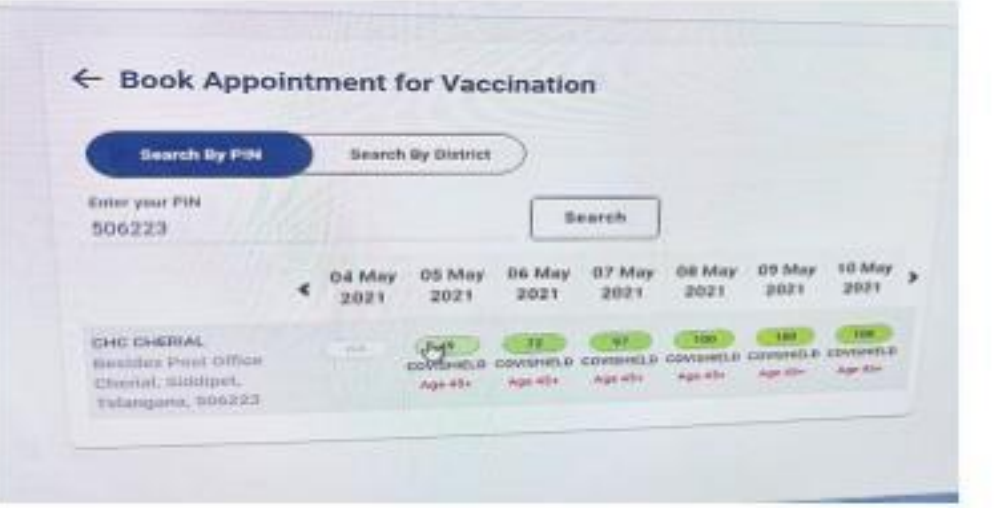 ← Book Appointment for Vaccination
Search By PIN Search By District
Enter your PIN
506223 Search
04 May 2021 05 May 2021 06 May 2021 07 May 2021 08 May 2021 09 May 2021 10 May 2021
CHC CHERIAL
Besides Post Office
Cherial, Siddipet,
Telangana, 506223
72 97 100 100 100
COVISHIELD COVISHIELD COVISHIELD COVISHIELD COVISHIELD COVISHIELD
Age 45+ Age 45+ Age 45+ Age 45+ Age 45+ Age 45+